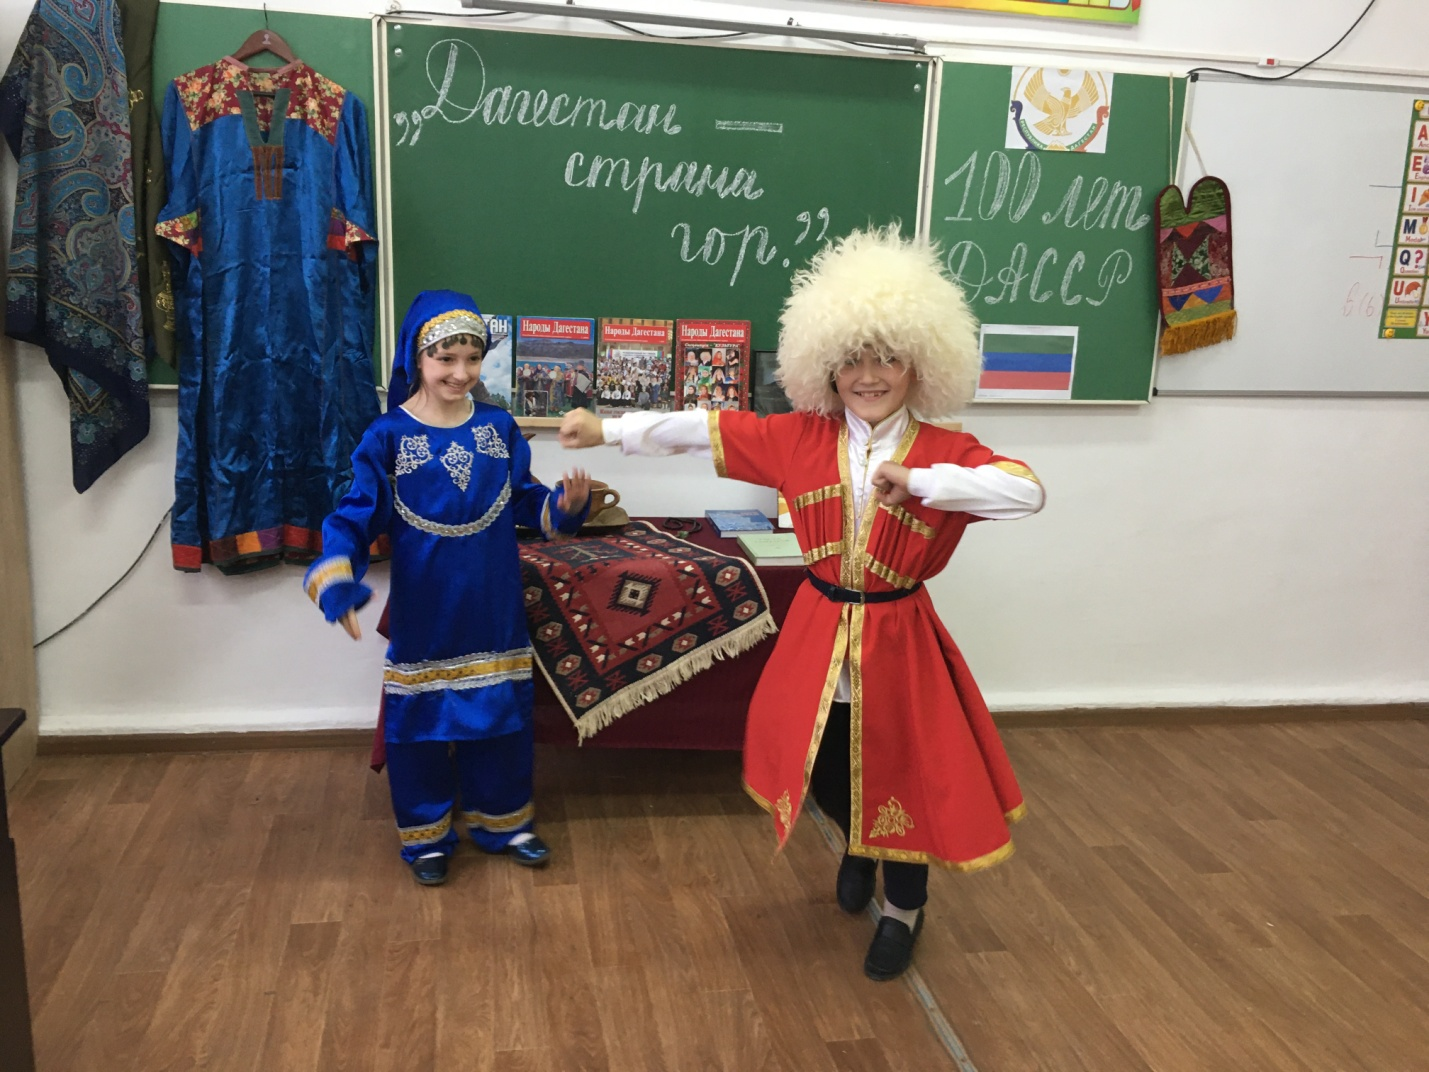 „Дагестан —
страна
гор.”
100 лет
ДАССР
Народы Дагестана
Народы Дагестана
Народы Дагестана
A
E
I
M
Q ?
U
Y